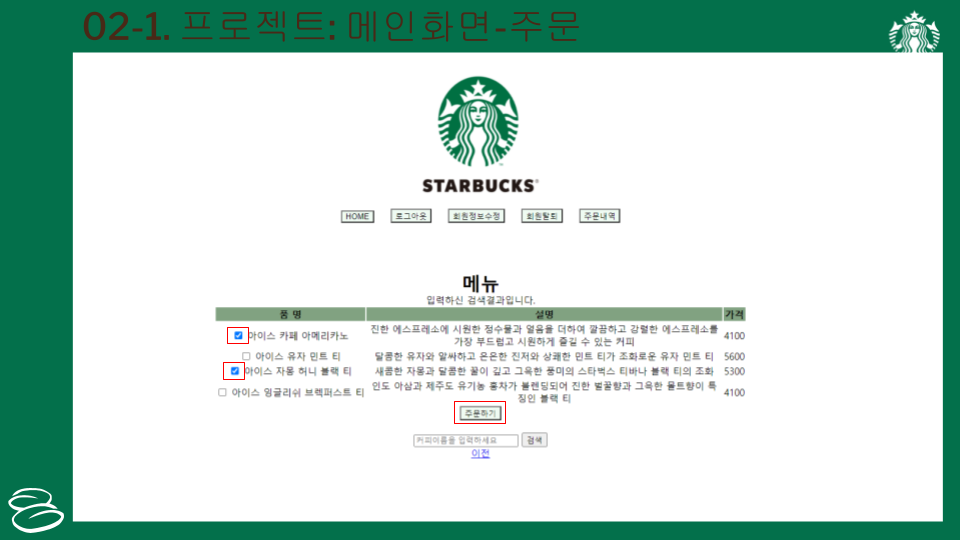 02-1. 프로젝트: 메인화면-주문
STARBUCKS
HOME 로그아웃 회원정보수정 회원탈퇴 주문내역
메뉴
입력하신 검색결과입니다.
품 명 설명 가격
아이스 카페 아메리카노 진한 에스프레소에 시원한 정수물과 얼음을 더하여 깔끔하고 강렬한 에스프레소를 4100
가장 부드럽고 시원하게 즐길 수 있는 커피
아이스 유자 민트 티 달콤한 유자와 알싸하고 은은한 진저와 상쾌한 민트 티가 조화로운 유자 민트 티 5600
아이스 자몽 허니 블랙 티 새콤한 자몽과 달콤한 꿀이 깊고 그윽한 풍미의 스타벅스 티바나 블랙 티의 조화 5300
아이스 잉글리쉬 브렉퍼스트 티 인도 아삼과 제주도 유기농 홍차가 블렌딩되어 진한 벌꿀향과 그윽한 몰트향이 특 4100
징인 블랙 티
주문하기
커피이름을 입력하세요 검색
이전